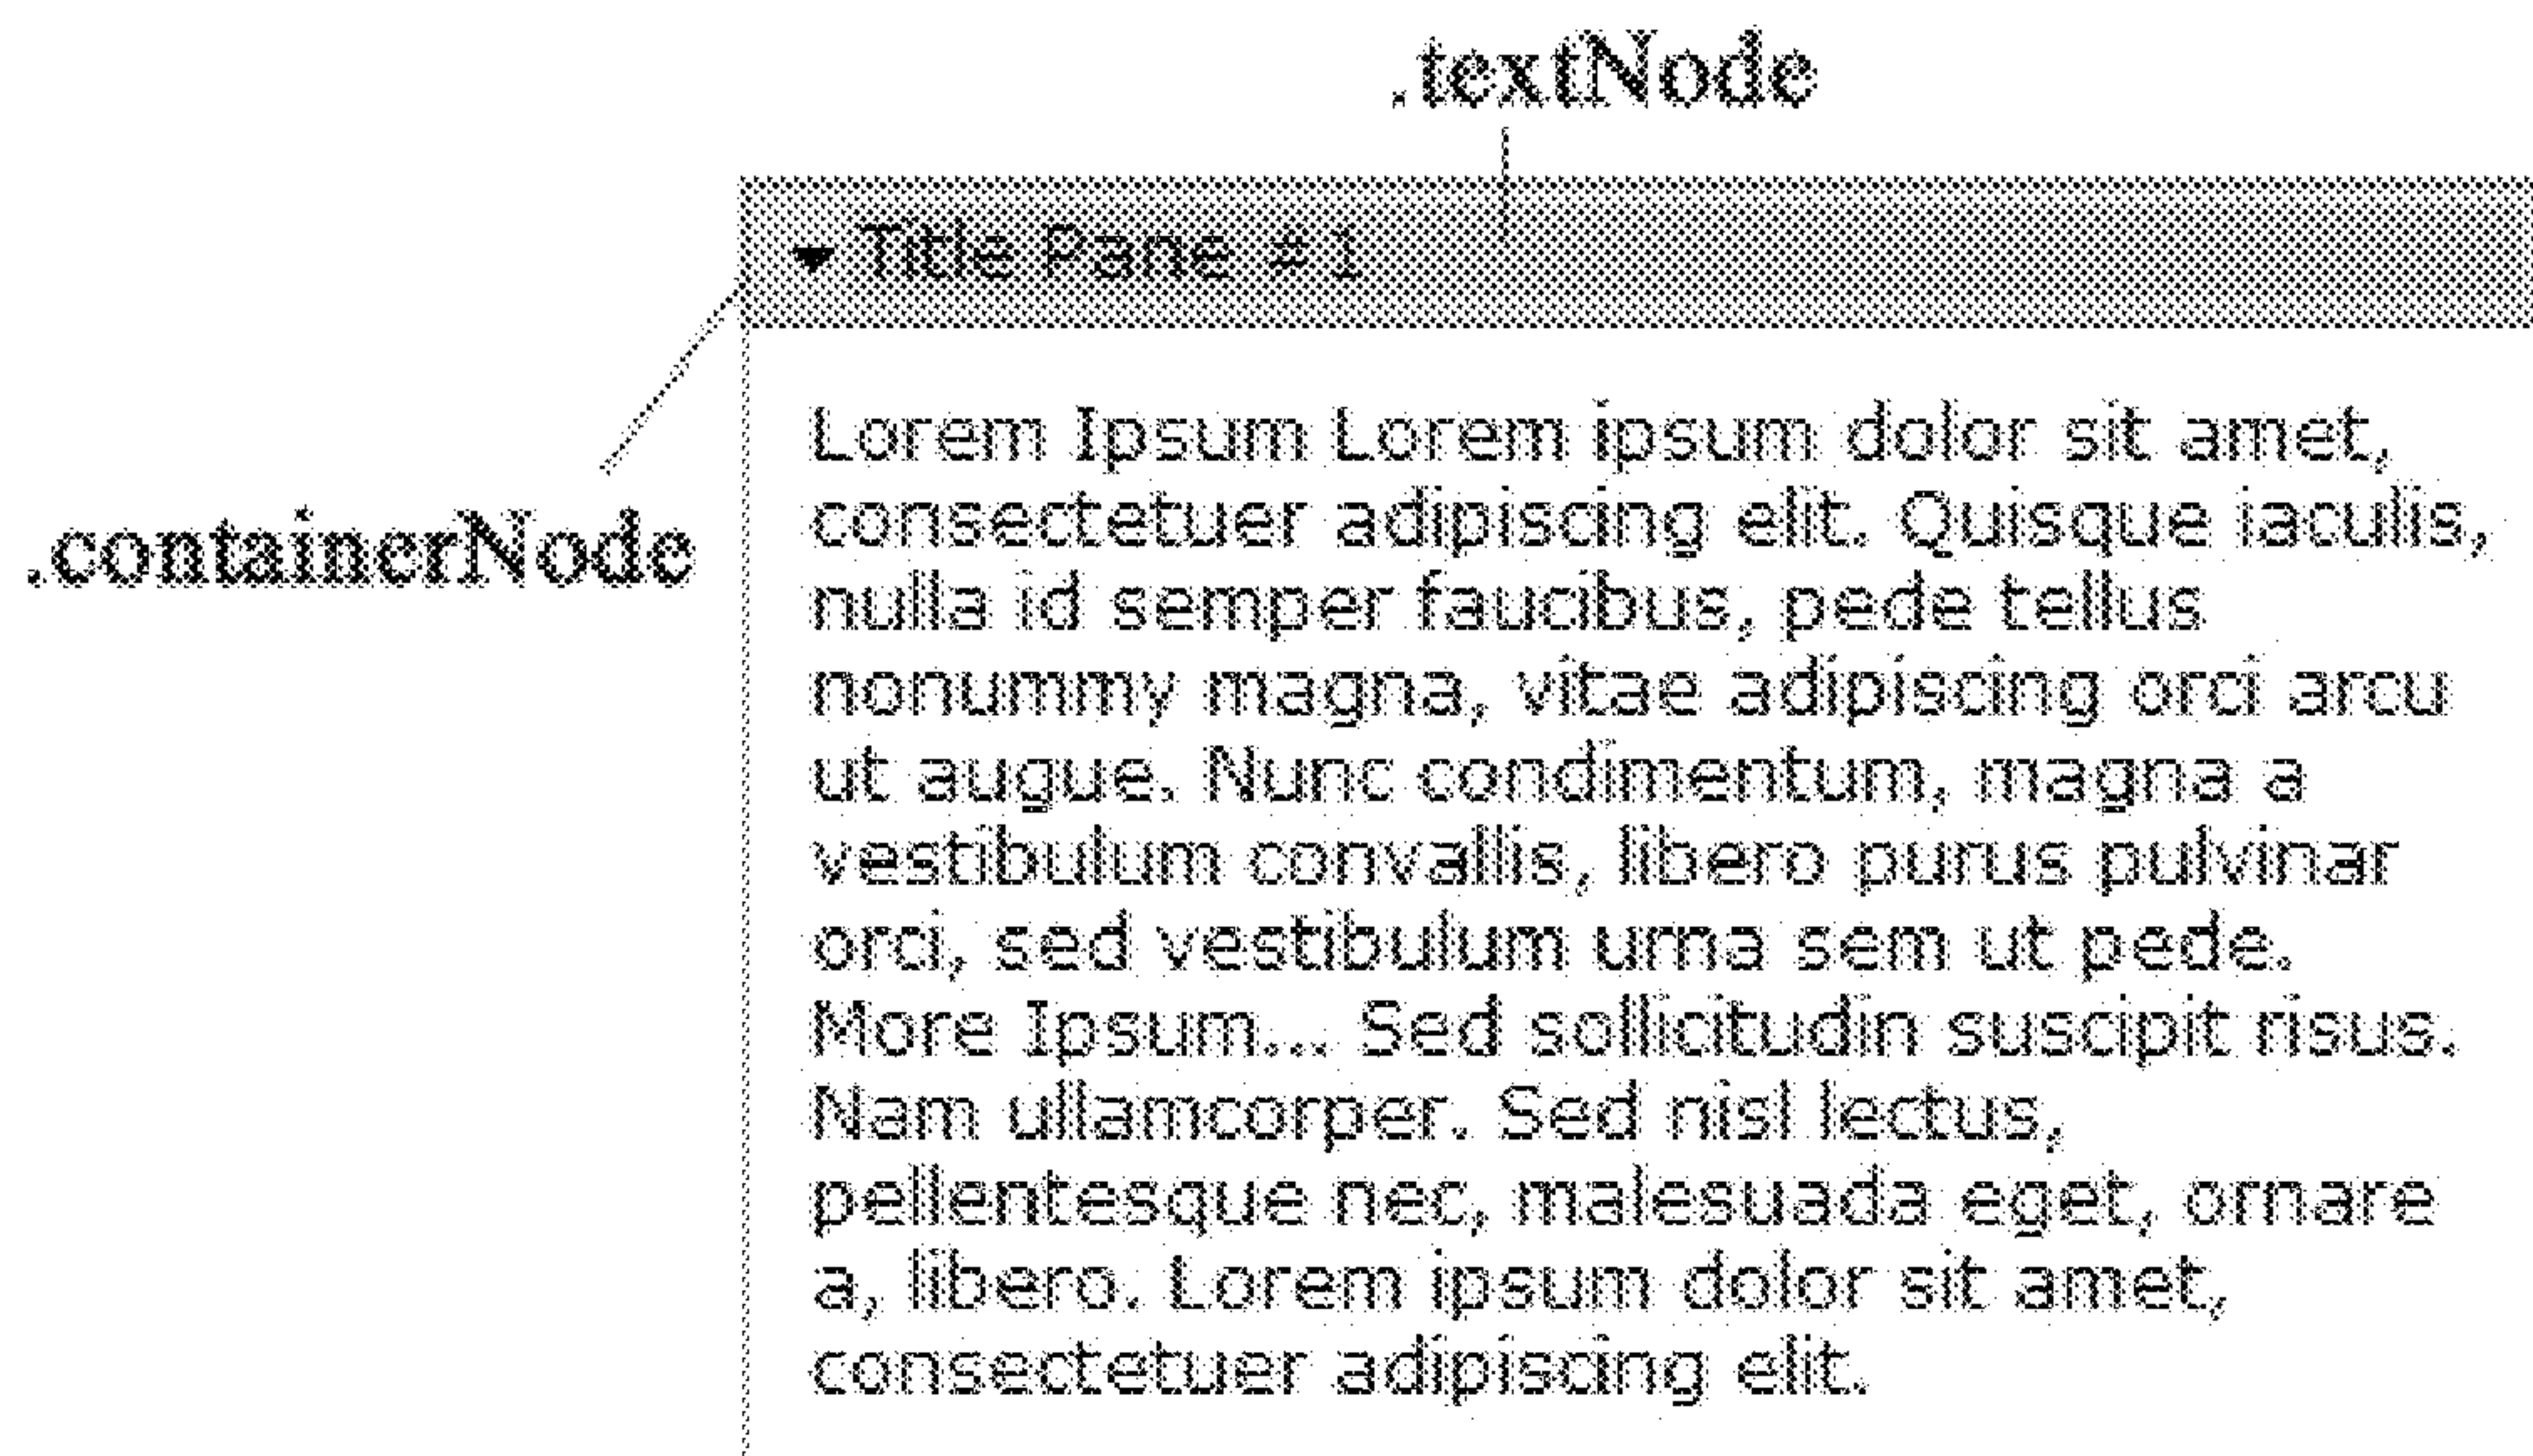 .textNode
Title Pane #1
.containerNode
Lorem Ipsum Lorem ipsum dolor sit amet,
consectetuer adipiscing elit. Quisque iaculis,
nulla id semper faucibus, pede tellus
nonummy magna, vitae adipiscing orci arcu
ut augue. Nunc condimentum, magna a
vestibulum convallis, libero purus pulvinar
orci, sed vestibulum urna sem ut pede.
More Ipsum... Sed sollicitudin suscipit risus.
Nam ullamcorper. Sed nisl lectus,
pellentesque nec, malesuada eget, ornare
a, libero. Lorem ipsum dolor sit amet,
consectetuer adipiscing elit.